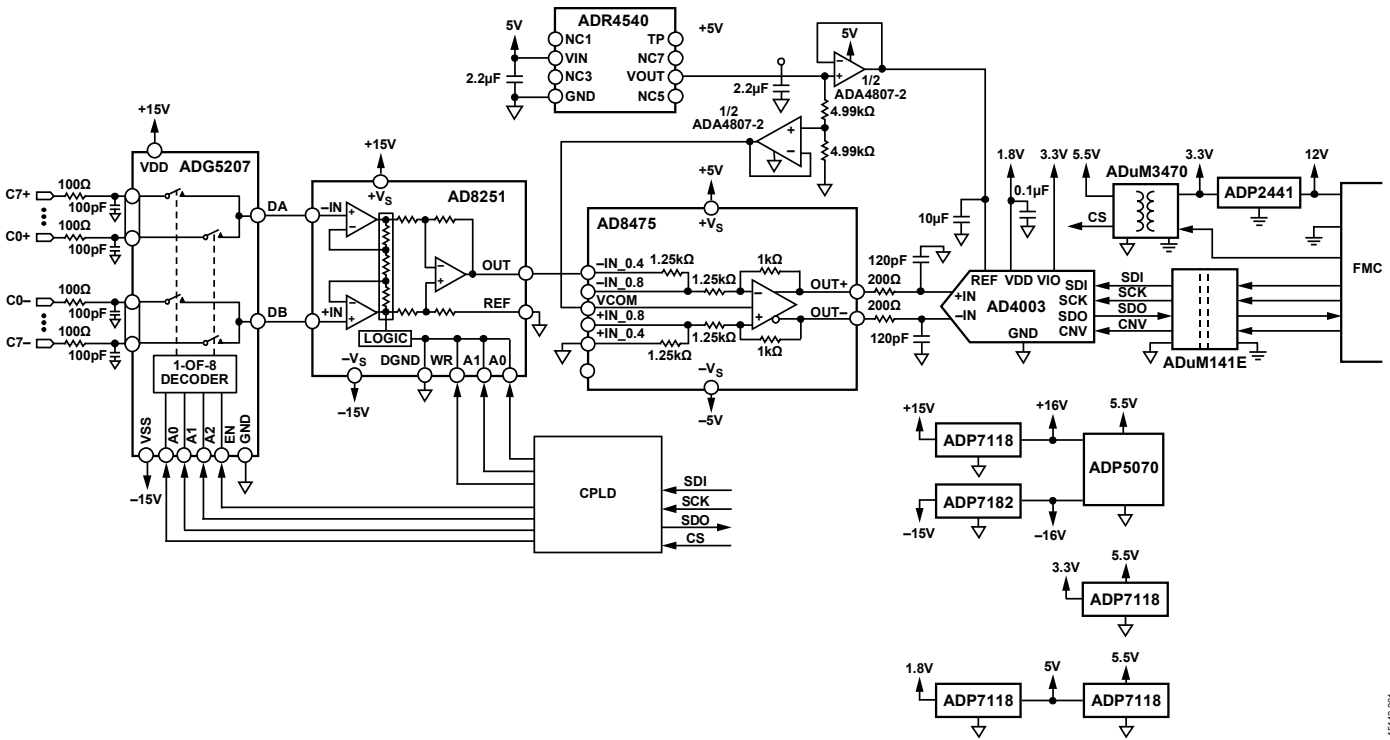 ADR4540
5V
NC1
VIN
NC3
GND
TP
NC7
VOUT
NC5
+5V
2.2µF
2.2µF
5V
1/2
ADA4807-2
1/2
ADA4807-2
4.99kΩ
4.99kΩ
+15V
VDD
ADG5207
C7+
100Ω
100pF
C0+
100Ω
100pF
C0–
100Ω
100pF
C7–
100Ω
100pF
DA
DB
1-OF-8
DECODER
VSS
A0
A1
A2
EN
GND
–15V
+15V
+VS
AD8251
–IN
+IN
OUT
REF
LOGIC
–VS
DGND
WR
A1
A0
–15V
+5V
+VS
AD8475
–IN_0.4
–IN_0.8
VCOM
+IN_0.8
+IN_0.4
1.25kΩ
1.25kΩ
1kΩ
1.25kΩ
1.25kΩ
1kΩ
OUT+
OUT–
–VS
–5V
120pF
200Ω
200Ω
120pF
10µF
1.8V
3.3V
0.1µF
REF
VDD
VIO
+IN
–IN
AD4003
GND
SDI
SCK
SDO
CNV
SDI
SCK
SDO
CNV
5.5V
ADuM3470
3.3V
12V
ADP2441
CS
FMC
ADuM141E
CPLD
SDI
SCK
SDO
CS
+15V
ADP7118
+16V
5.5V
ADP5070
–15V
ADP7182
–16V
3.3V
5.5V
ADP7118
1.8V
ADP7118
5V
5.5V
ADP7118